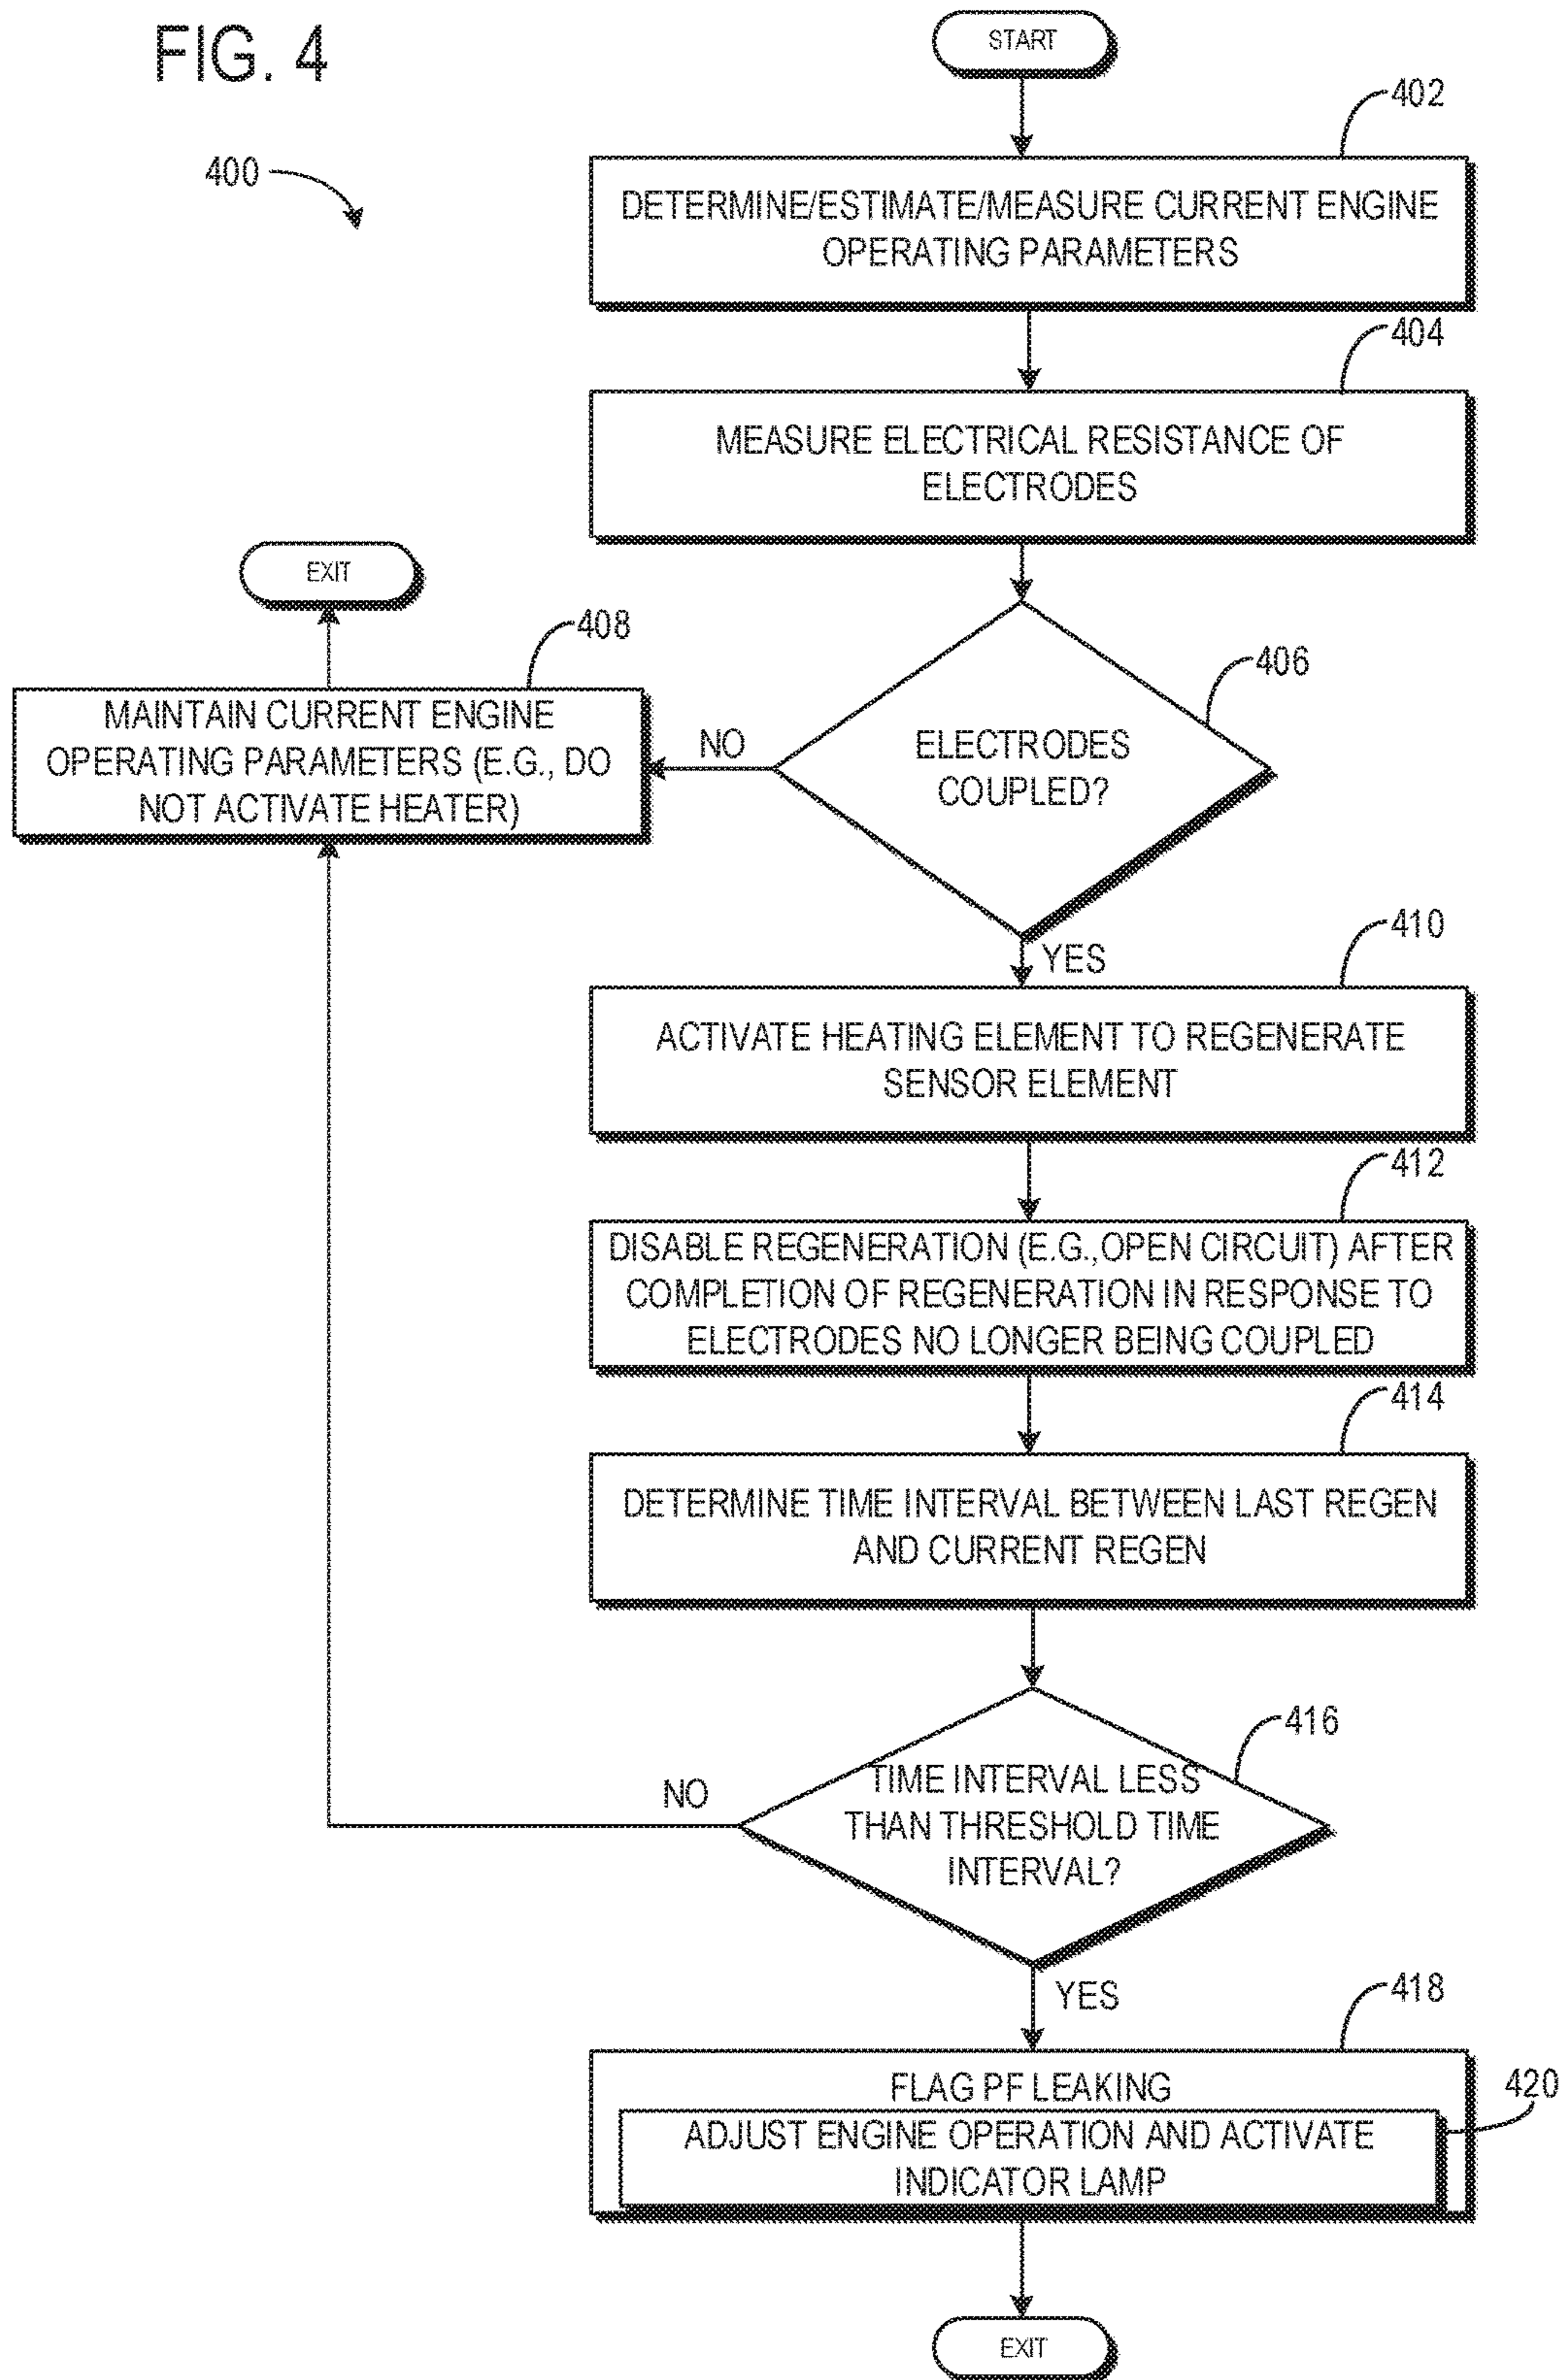 FIG. 4
400
START
402
DETERMINE/ESTIMATE/MEASURE CURRENT ENGINE
OPERATING PARAMETERS
404
MEASURE ELECTRICAL RESISTANCE OF
ELECTRODES
EXIT
408
MAINTAIN CURRENT ENGINE
OPERATING PARAMETERS (E.G., DO
NOT ACTIVATE HEATER)
NO
406
ELECTRODES
COUPLED?
YES
410
ACTIVATE HEATING ELEMENT TO REGENERATE
SENSOR ELEMENT
412
DISABLE REGENERATION (E.G.,OPEN CIRCUIT) AFTER
COMPLETION OF REGENERATION IN RESPONSE TO
ELECTRODES NO LONGER BEING COUPLED
414
DETERMINE TIME INTERVAL BETWEEN LAST REGEN
AND CURRENT REGEN
416
TIME INTERVAL LESS
THAN THRESHOLD TIME
INTERVAL?
NO
YES
418
FLAG PF LEAKING
420
ADJUST ENGINE OPERATION AND ACTIVATE
INDICATOR LAMP
EXIT